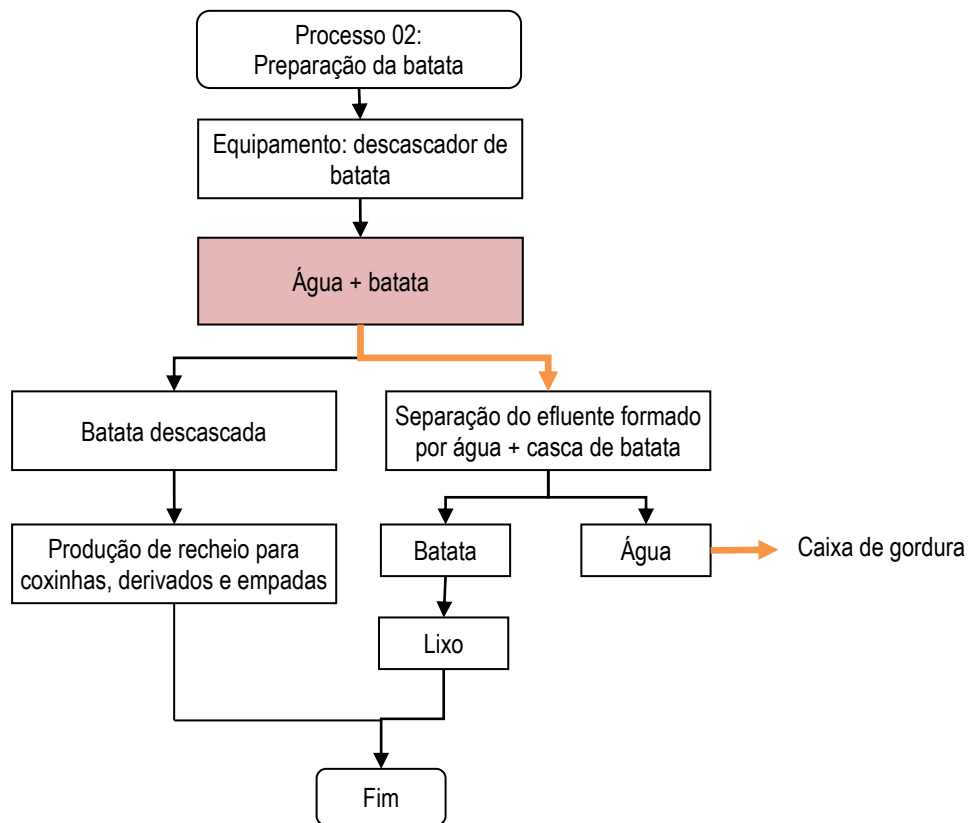 Processo 02:
Preparação da batata
Equipamento: descascador de
batata
Água + batata
Batata descascada
Separação do efluente formado
por água + casca de batata
Produção de recheio para
coxinhas, derivados e empadas
Batata
Água
Caixa de gordura
Lixo
Fim